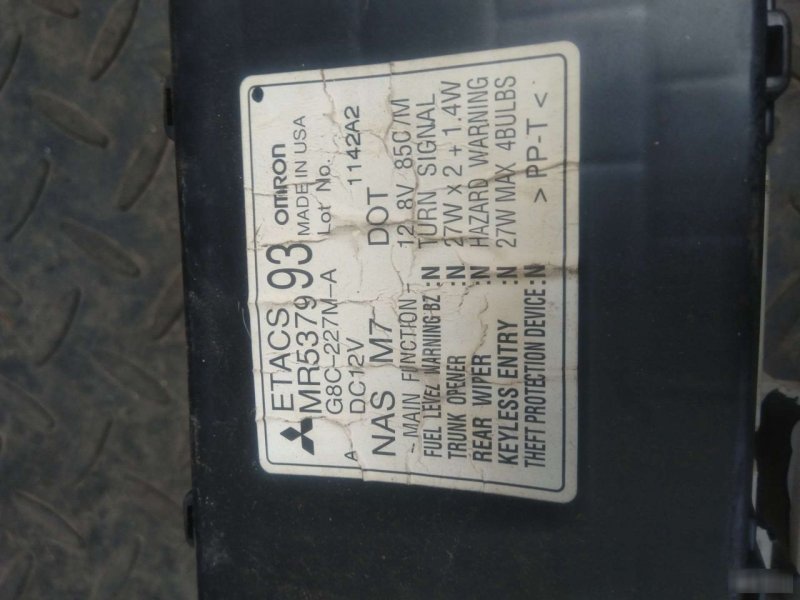 ETACS
MR537993
G8C-227M-A
A DC12V
NAS M7
OMRON
MADE IN USA
Lot No.
1142A2
- MAIN FUNCTION -
FUEL LEVEL WARNING BZ :N
TRUNK OPENER :N
REAR WIPER :N
KEYLESS ENTRY :N
THEFT PROTECTION DEVICE :N
DOT
12.8V 85C/M
TURN SIGNAL
27W x 2 + 1.4W
HAZARD WARNING
27W MAX 4BULBS
> PP-T <